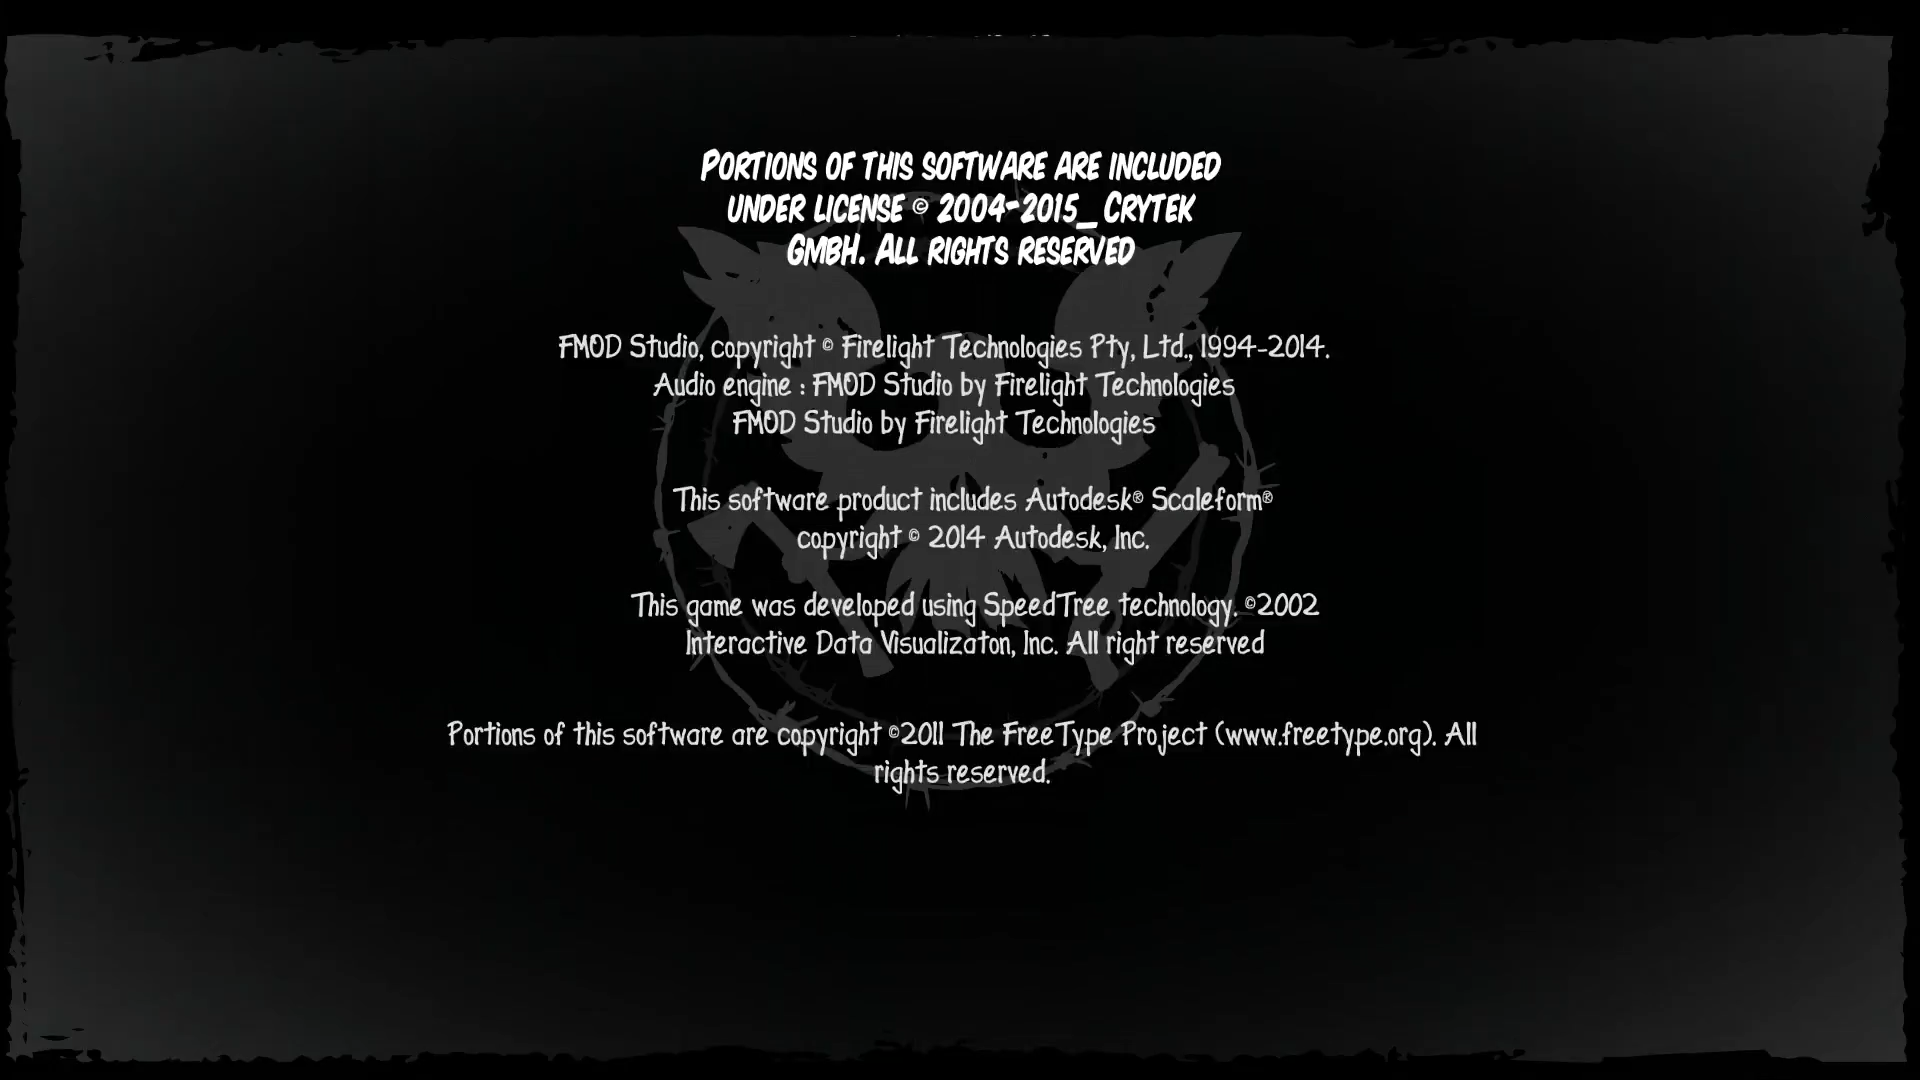 PORTIONS OF THIS SOFTWARE ARE INCLUDED
UNDER LICENSE © 2004-2015_ CRYTEK
GMBH. ALL RIGHTS RESERVED
FMOD Studio, copyright © Firelight Technologies Pty, Ltd., 1994-2014.
Audio engine : FMOD Studio by Firelight Technologies
FMOD Studio by Firelight Technologies
This software product includes Autodesk® Scaleform®
copyright © 2014 Autodesk, Inc.
This game was developed using SpeedTree technology. ©2002
Interactive Data Visualizaton, Inc. All right reserved
Portions of this software are copyright ©2011 The FreeType Project (www.freetype.org). All
rights reserved.